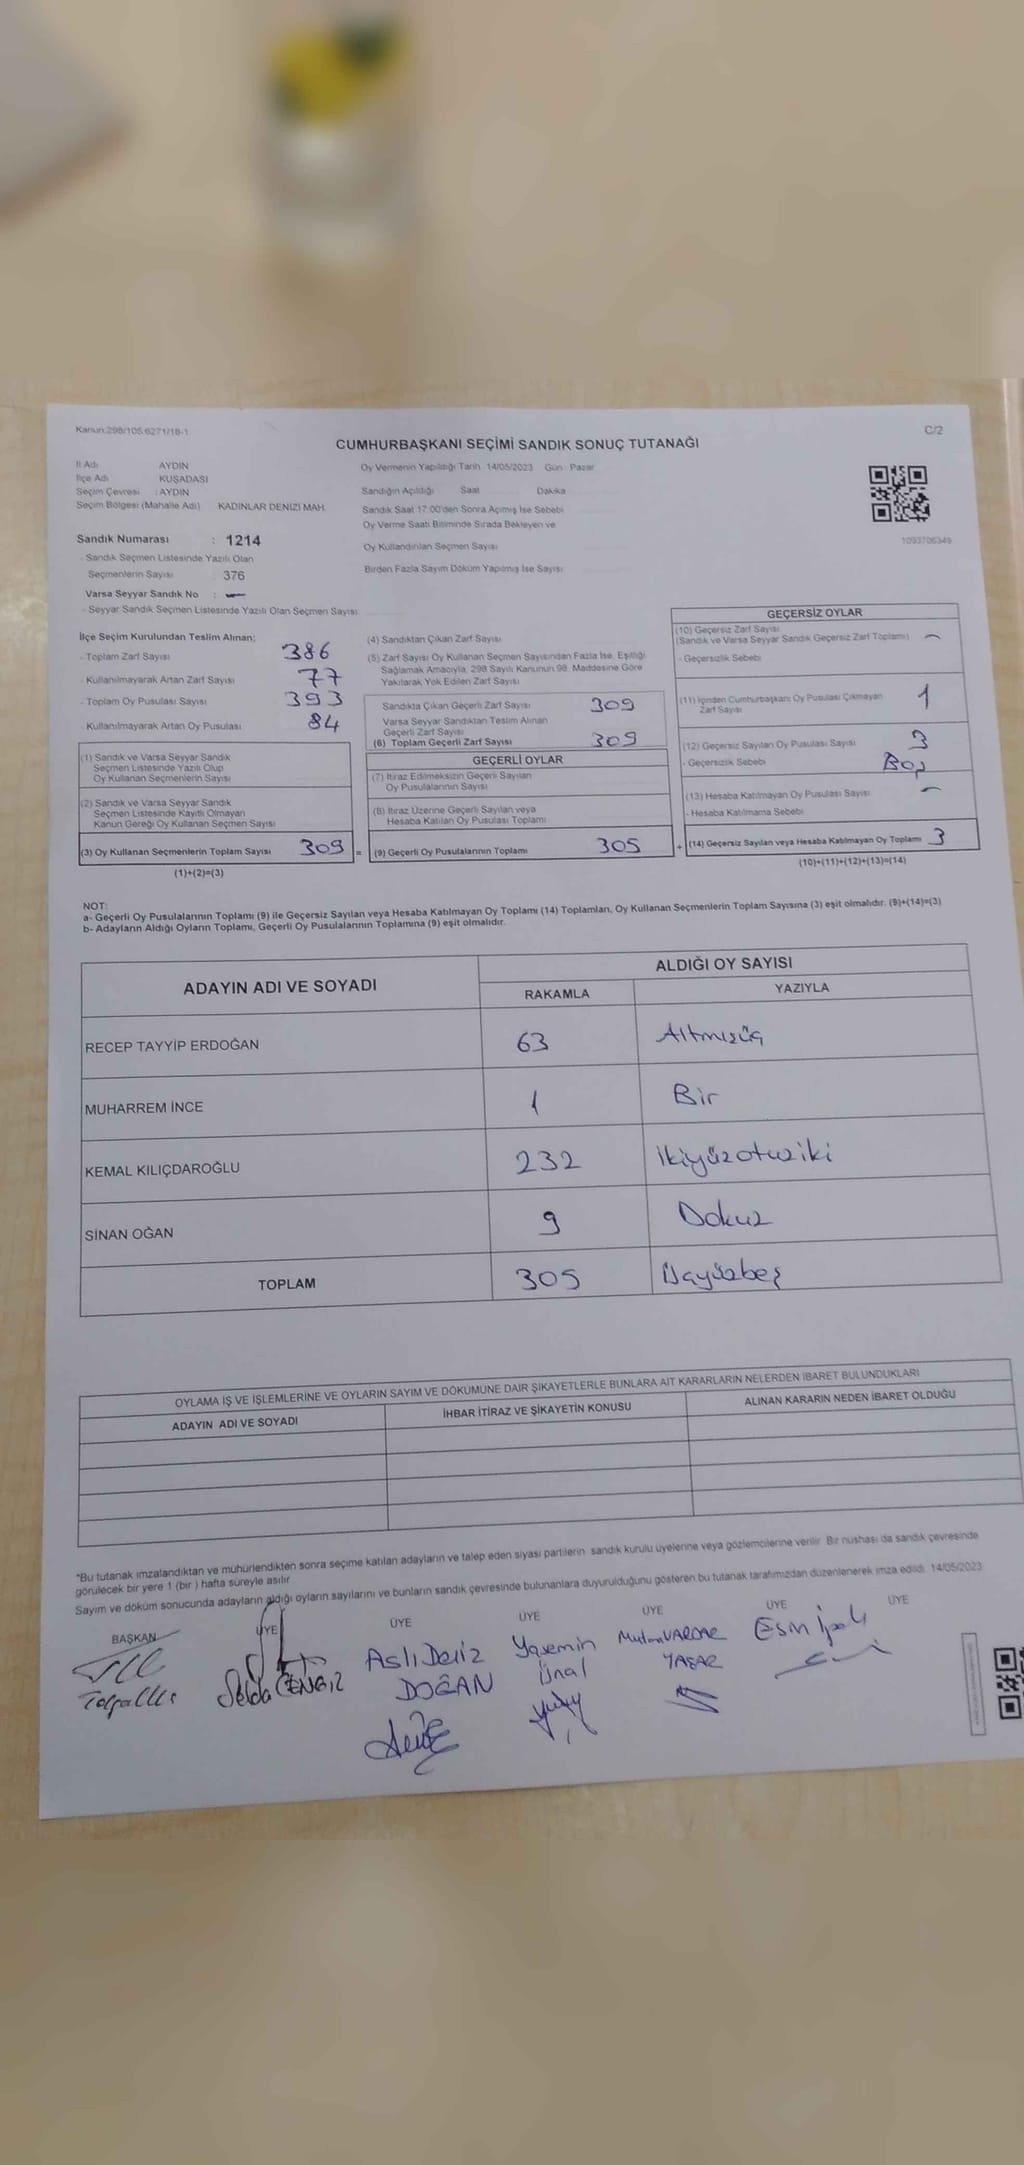 Kanun.298/105.6271/18-1
C/2
CUMHURBAŞKANI SEÇİMİ SANDIK SONUÇ TUTANAĞI
İl Adı AYDIN
İlçe Adı KUŞADASI
Seçim Çevresi : AYDIN
Seçim Bölgesi (Mahalle Adı) KADINLAR DENİZİ MAH.
Sandık Numarası : 1214
- Sandık Seçmen Listesinde Yazılı Olan
Seçmenlerin Sayısı 376
Varsa Seyyar Sandık No : -
- Seyyar Sandık Seçmen Listesinde Yazılı Olan Seçmen Sayısı:
Oy Vermenin Yapıldığı Tarih 14/05/2023 Gün: Pazar
Sandığın Açıldığı Saat Dakika
Sandık Saat 17:00'den Sonra Açımış İse Sebebi
Oy Verme Saati Bitiminde Sırada Bekleyen ve
Oy Kullandırılan Seçmen Sayısı
Birden Fazla Sayım Döküm Yapılmış İse Sayısı
1093706349
İlçe Seçim Kurulundan Teslim Alınan;
- Toplam Zarf Sayısı 386
- Kullanılmayarak Artan Zarf Sayısı 77
- Toplam Oy Pusulası Sayısı 393
- Kullanılmayarak Artan Oy Pusulası 84
(1) Sandık ve Varsa Seyyar Sandık
Seçmen Listesinde Yazılı Olup
Oy Kullanan Seçmenlerin Sayısı
(2) Sandık ve Varsa Seyyar Sandık
Seçmen Listesinde Kayıtlı Olmayan
Kanun Gereği Oy Kullanan Seçmen Sayısı
(3) Oy Kullanan Seçmenlerin Toplam Sayısı 309 =
(1)+(2)=(3)
(4) Sandıktan Çıkan Zarf Sayısı
(5) Zarf Sayısı Oy Kullanan Seçmen Sayısından Fazla İse, Eşitliği
Sağlamak Amacıyla, 298 Sayılı Kanunun 98. Maddesine Göre
Yakılarak Yok Edilen Zarf Sayısı
Sandıkta Çıkan Geçerli Zarf Sayısı 309
Varsa Seyyar Sandıktan Teslim Alınan
Geçerli Zarf Sayısı
(6) Toplam Geçerli Zarf Sayısı 309
GEÇERLİ OYLAR
(7) İtiraz Edilmeksizin Geçerli Sayılan
Oy Pusulalarının Sayısı
(8) İtiraz Üzerine Geçerli Sayılan veya
Hesaba Katılan Oy Pusulası Toplamı
(9) Geçerli Oy Pusulalarının Toplamı 305 +
GEÇERSİZ OYLAR
(10) Geçersiz Zarf Sayısı
(Sandık ve Varsa Seyyar Sandık Geçersiz Zarf Toplamı) -
- Geçersizlik Sebebi
(11) İçinden Cumhurbaşkanı Oy Pusulası Çıkmayan
Zarf Sayısı 1
(12) Geçersiz Sayılan Oy Pusulası Sayısı 3
- Geçersizlik Sebebi Boş
(13) Hesaba Katılmayan Oy Pusulası Sayısı -
- Hesaba Katılmama Sebebi
(14) Geçersiz Sayılan veya Hesaba Katılmayan Oy Toplamı 3
(10)+(11)+(12)+(13)=(14)
NOT:
a- Geçerli Oy Pusulalarının Toplamı (9) ile Geçersiz Sayılan veya Hesaba Katılmayan Oy Toplamı (14) Toplamları, Oy Kullanan Seçmenlerin Toplam Sayısına (3) eşit olmalıdır. (9)+(14)=(3)
b- Adayların Aldığı Oyların Toplamı, Geçerli Oy Pusulalarının Toplamına (9) eşit olmalıdır.
ADAYIN ADI VE SOYADI
ALDIĞI OY SAYISI
RAKAMLA YAZIYLA
RECEP TAYYİP ERDOĞAN 63 Altmışüç
MUHARREM İNCE 1 Bir
KEMAL KILIÇDAROĞLU 232 İkiyüzotuziki
SİNAN OĞAN 9 Dokuz
TOPLAM 305 Üçyüzbeş
OYLAMA İŞ VE İŞLEMLERİNE VE OYLARIN SAYIM VE DÖKÜMÜNE DAİR ŞİKAYETLERLE BUNLARA AİT KARARLARIN NELERDEN İBARET BULUNDUKLARI
ADAYIN ADI VE SOYADI İHBAR İTİRAZ VE ŞİKAYETİN KONUSU ALINAN KARARIN NEDEN İBARET OLDUĞU
"Bu tutanak imzalandıktan ve mühürlendikten sonra seçime katılan adayların ve talep eden siyasi partilerin sandık kurulu üyelerine veya gözlemcilerine verilir. Bir nüshası da sandık çevresinde
görülecek bir yere 1 (bir ) hafta süreyle asılır
Sayım ve döküm sonucunda adayların aldığı oyların sayılarını ve bunların sandık çevresinde bulunanlara duyurulduğunu gösteren bu tutanak tarafımızdan düzenlenerek imza edildi. 14/05/2023
BAŞKAN ÜYE ÜYE ÜYE ÜYE ÜYE ÜYE
Selda CENGİZ
Aslı Deniz
DOĞAN
Yasemin
Ünal
VARDAR
YAŞAR
Esin